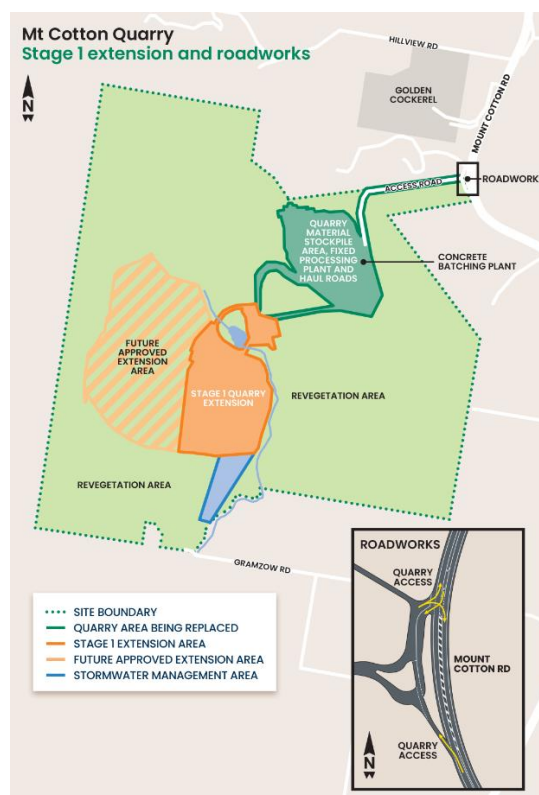 Mt Cotton Quarry
Stage 1 extension and roadworks
N
HILLVIEW RD
GOLDEN
COCKEREL
MOUNT COTTON RD
ACCESS ROAD
ROADWORK
QUARRY
MATERIAL
STOCKPILE
AREA, FIXED
PROCESSING
PLANT AND
HAUL ROADS
CONCRETE
BATCHING PLANT
FUTURE
APPROVED
EXTENSION
AREA
STAGE 1 QUARRY
EXTENSION
REVEGETATION AREA
REVEGETATION AREA
GRAMZOW RD
SITE BOUNDARY
QUARRY AREA BEING REPLACED
STAGE 1 EXTENSION AREA
FUTURE APPROVED EXTENSION AREA
STORMWATER MANAGEMENT AREA
ROADWORKS
QUARRY
ACCESS
MOUNT
COTTON RD
QUARRY
ACCESS
N